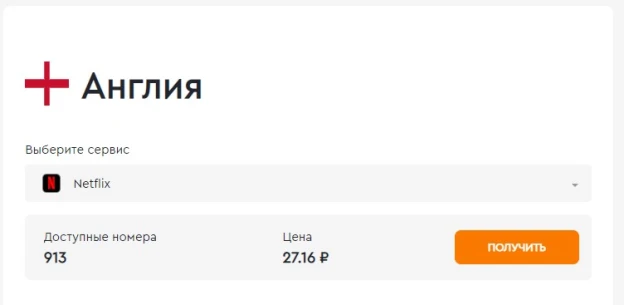 Англия
Выберите сервис
Netflix
Доступные номера Цена
913 27.16 ₽
ПОЛУЧИТЬ